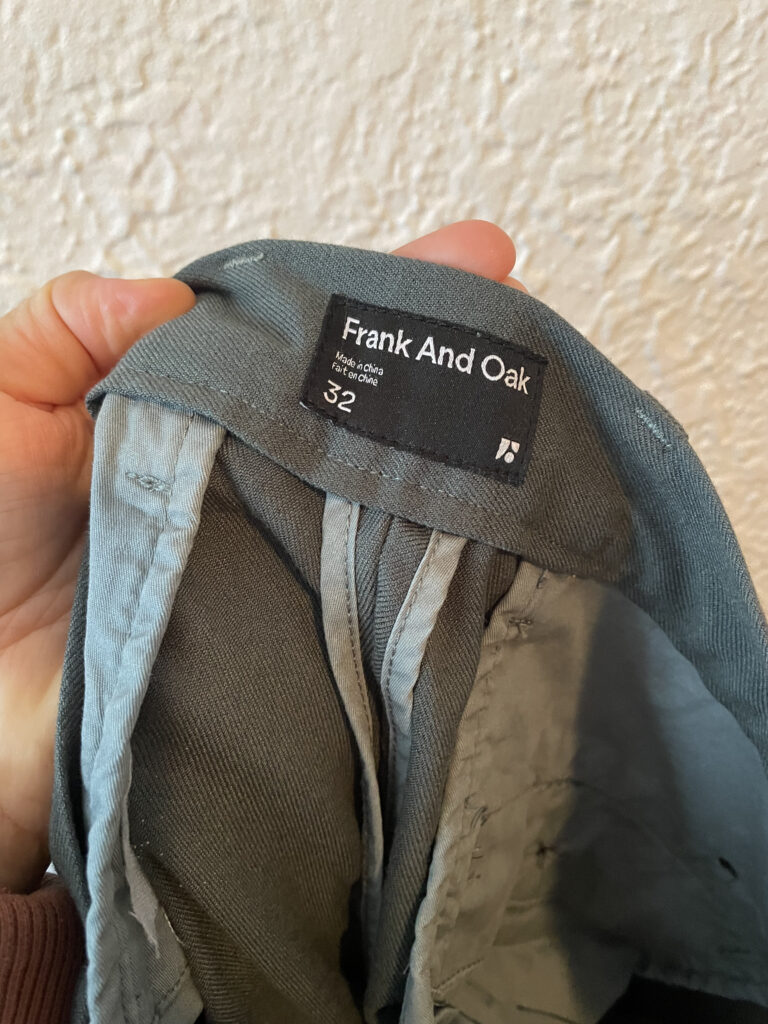 Frank And Oak
Made in China
Fait en Chine
32